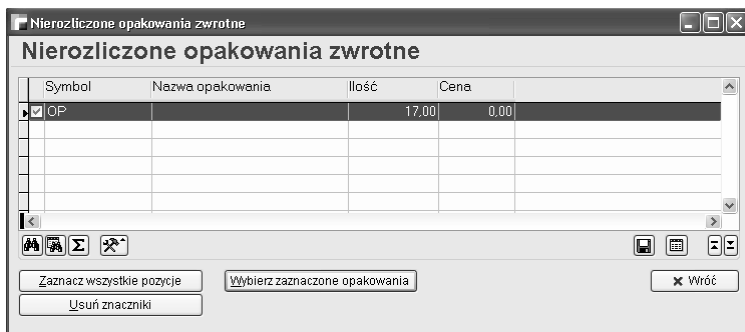 Nierozliczone opakowania zwrotne
Nierozliczone opakowania zwrotne
Symbol Nazwa opakowania Ilość Cena
OP 17,00 0,00
Zaznacz wszystkie pozycje Wybierz zaznaczone opakowania Wróć
Usuń znaczniki